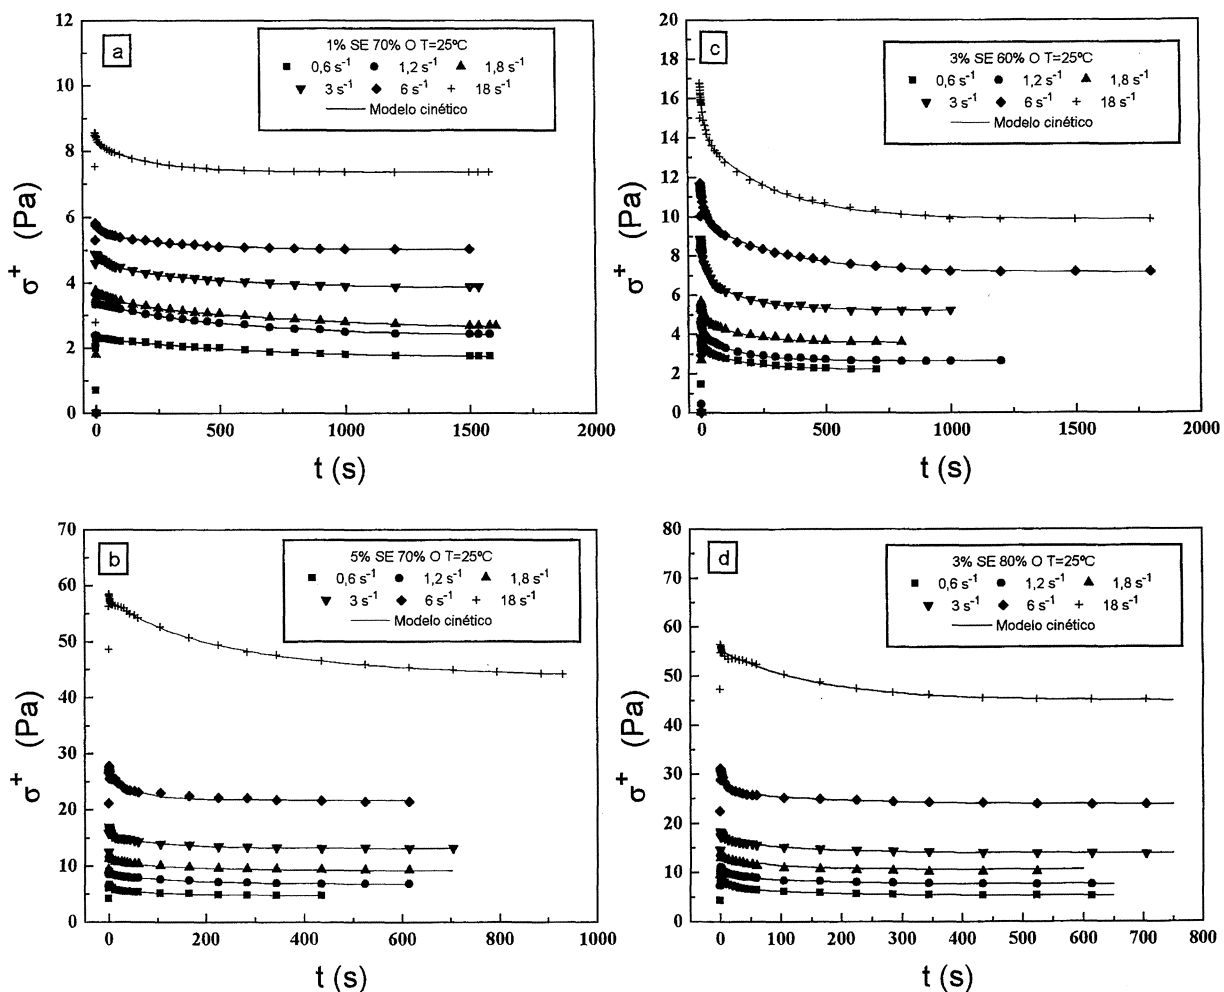 a
1% SE 70% O T=25ºC
0,6 s-1 1,2 s-1 1,8 s-1
3 s-1 6 s-1 18 s-1
Modelo cinético
12
10
8
6
4
2
0
σ+ (Pa)
0 500 1000 1500 2000
t (s)
c
3% SE 60% O T=25ºC
0,6 s-1 1,2 s-1 1,8 s-1
3 s-1 6 s-1 18 s-1
Modelo cinético
20
18
16
14
12
10
8
6
4
2
0
σ+ (Pa)
0 500 1000 1500 2000
t (s)
b
5% SE 70% O T=25ºC
0,6 s-1 1,2 s-1 1,8 s-1
3 s-1 6 s-1 18 s-1
Modelo cinético
70
60
50
40
30
20
10
0
σ+ (Pa)
0 200 400 600 800 1000
t (s)
d
3% SE 80% O T=25ºC
0,6 s-1 1,2 s-1 1,8 s-1
3 s-1 6 s-1 18 s-1
Modelo cinético
80
70
60
50
40
30
20
10
0
σ+ (Pa)
0 100 200 300 400 500 600 700 800
t (s)